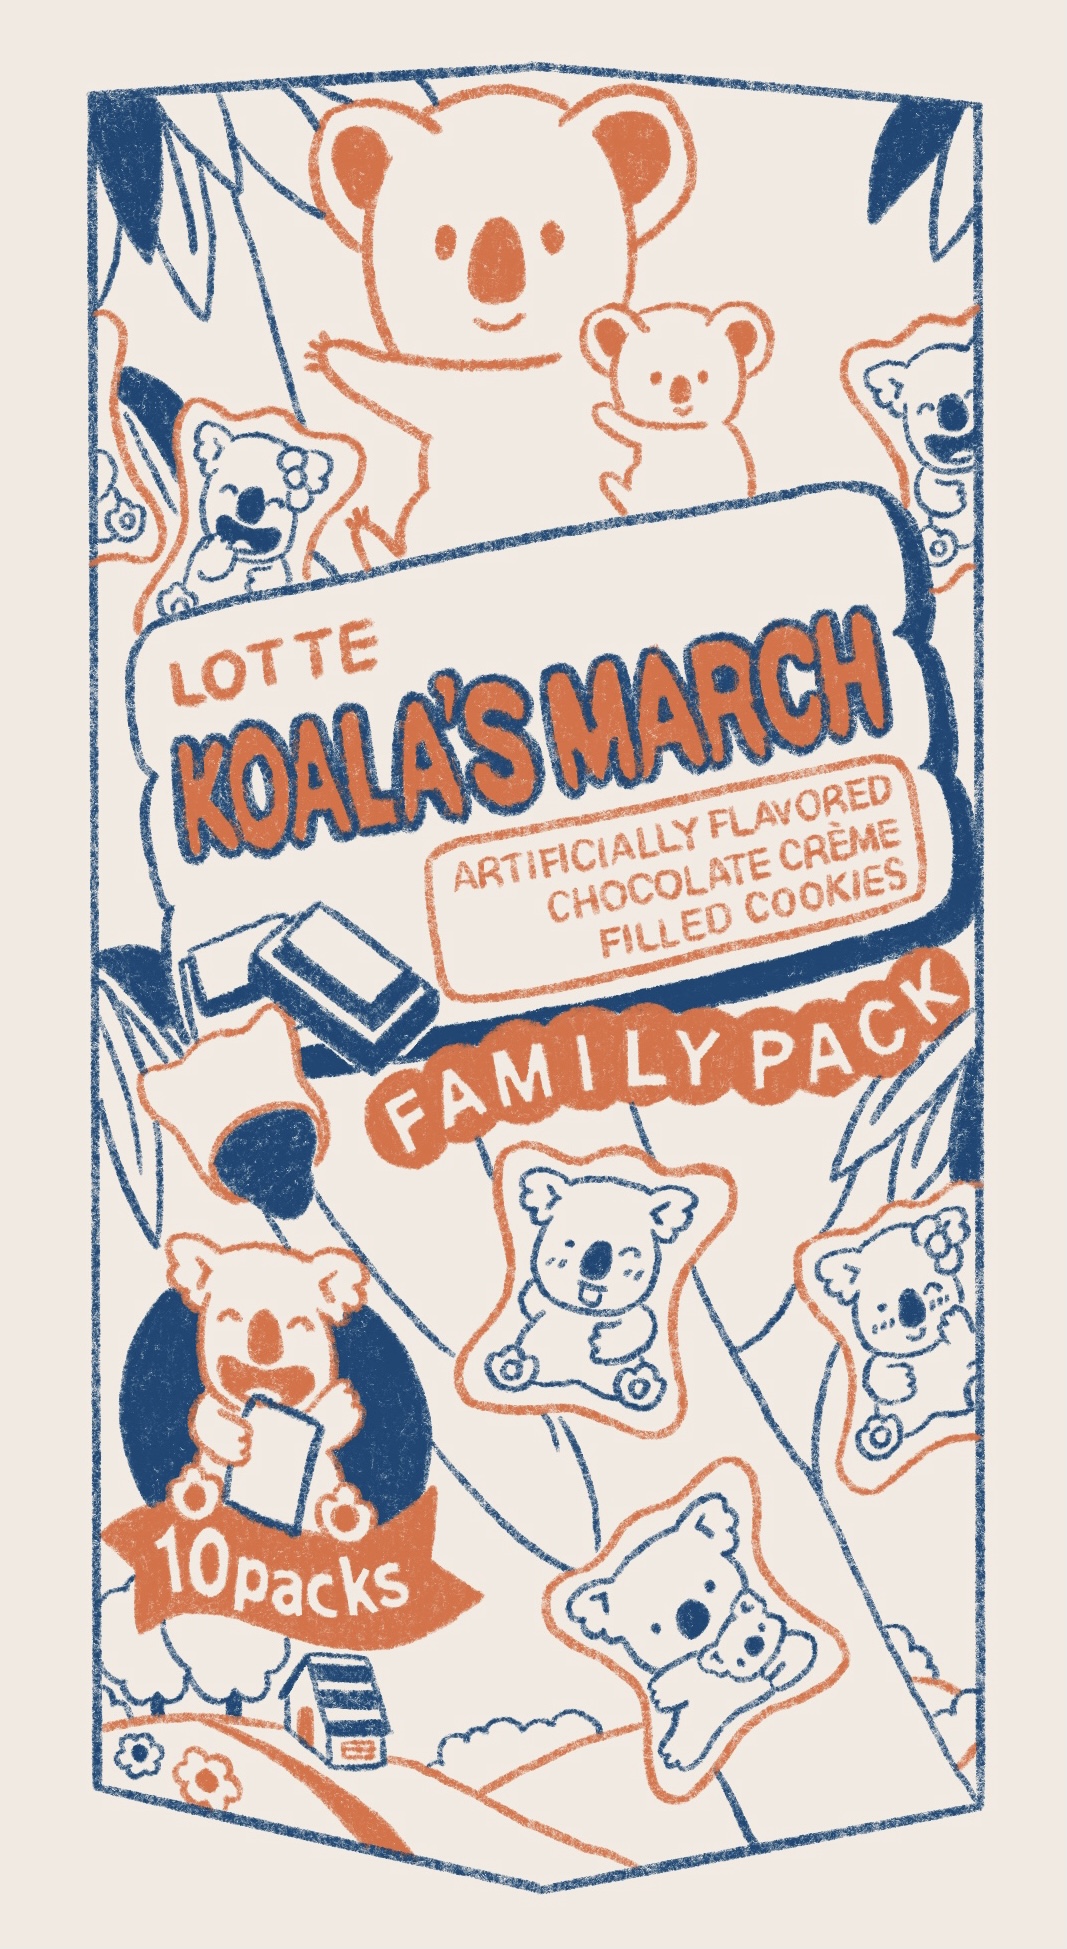 LOTTE
KOALA'S MARCH
ARTIFICIALLY FLAVORED
CHOCOLATE CRÈME
FILLED COOKIES
FAMILY PACK
10packs